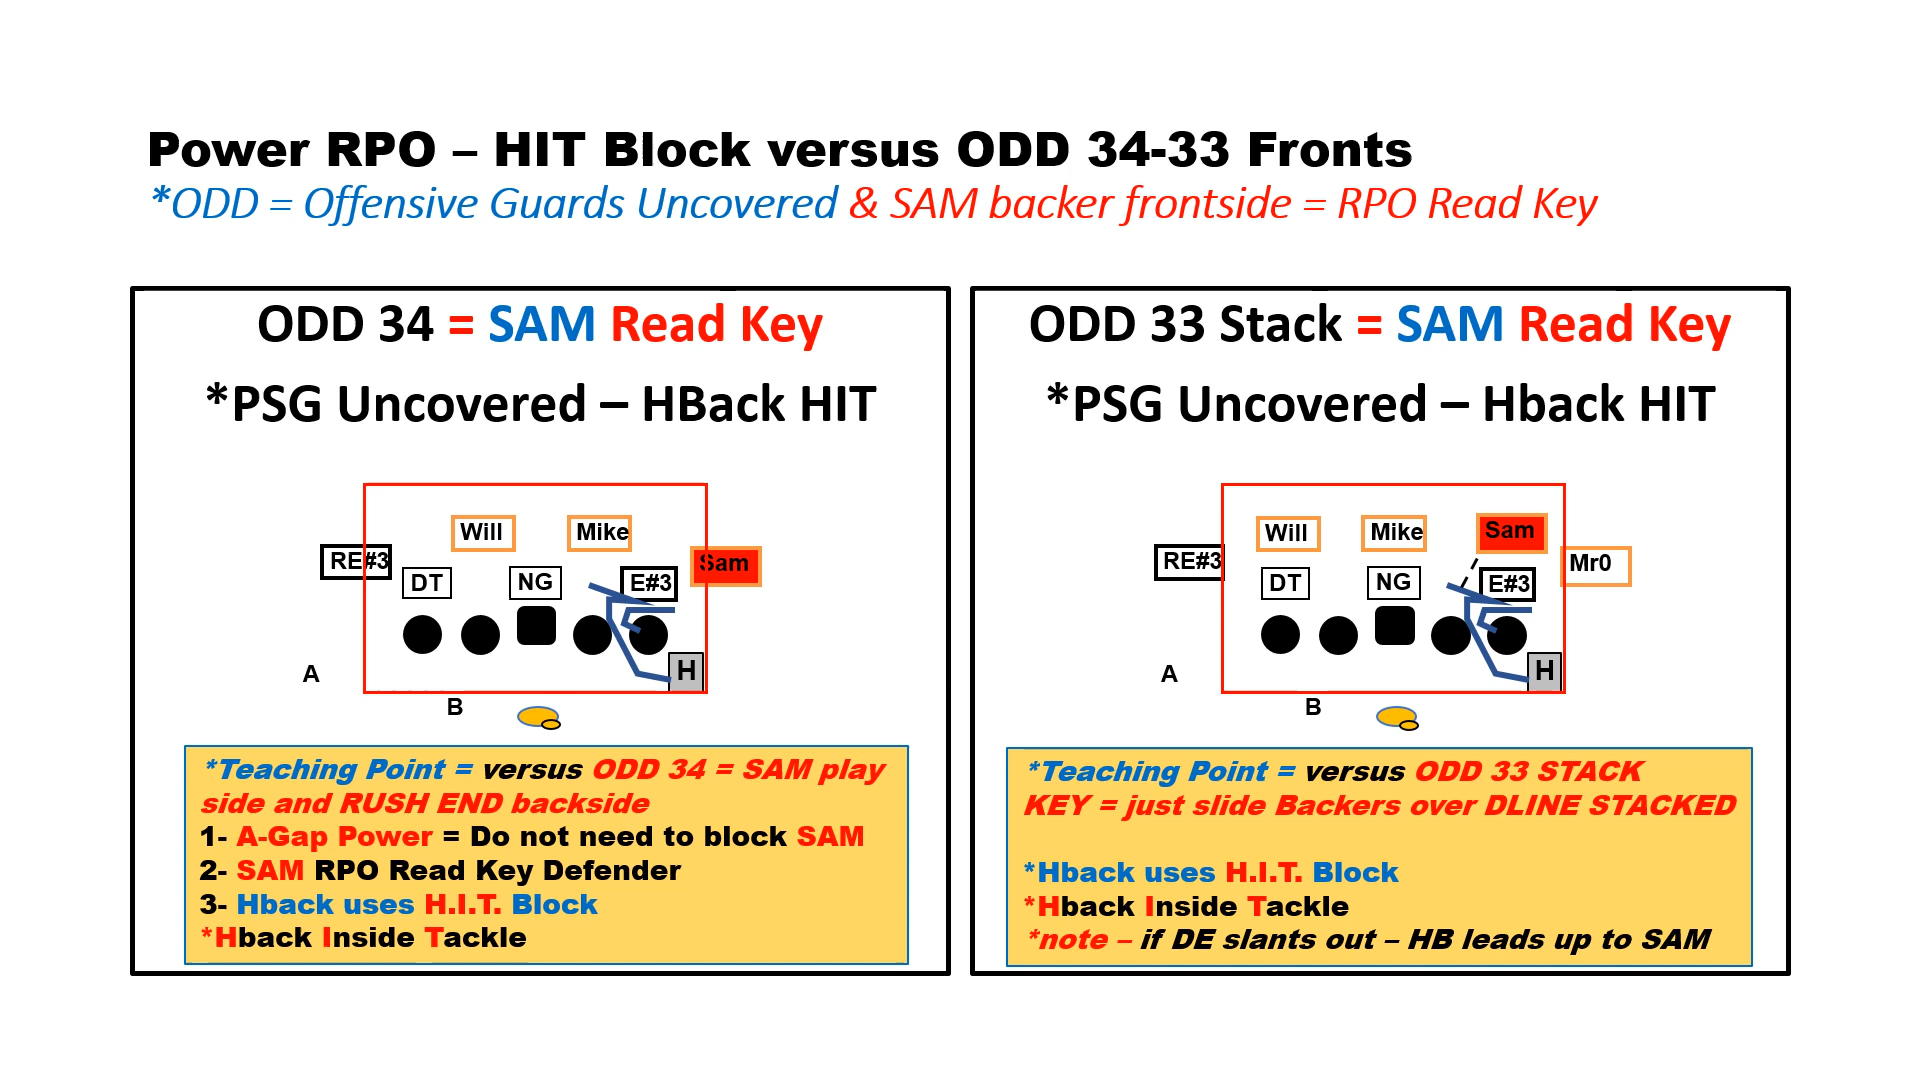 Power RPO – HIT Block versus ODD 34-33 Fronts
*ODD = Offensive Guards Uncovered & SAM backer frontside = RPO Read Key
ODD 34 = SAM Read Key
*PSG Uncovered – HBack HIT
Will
Mike
RE#3
Sam
DT
NG
E#3
A
H
B
*Teaching Point = versus ODD 34 = SAM play
side and RUSH END backside
1- A-Gap Power = Do not need to block SAM
2- SAM RPO Read Key Defender
3- Hback uses H.I.T. Block
*Hback Inside Tackle
ODD 33 Stack = SAM Read Key
*PSG Uncovered – Hback HIT
Will
Mike
Sam
RE#3
Mr0
DT
NG
E#3
A
H
B
*Teaching Point = versus ODD 33 STACK
KEY = just slide Backers over DLINE STACKED
*Hback uses H.I.T. Block
*Hback Inside Tackle
*note – if DE slants out – HB leads up to SAM